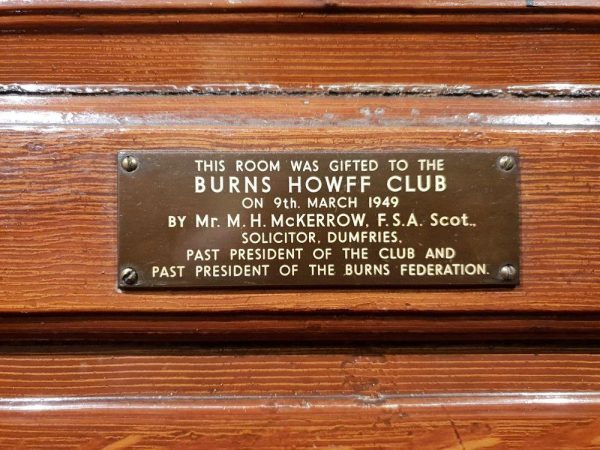 THIS ROOM WAS GIFTED TO THE
BURNS HOWFF CLUB
ON 9th. MARCH 1949
BY Mr. M. H. McKERROW, F. S. A. Scot.,
SOLICITOR, DUMFRIES,
PAST PRESIDENT OF THE CLUB AND
PAST PRESIDENT OF THE BURNS FEDERATION.